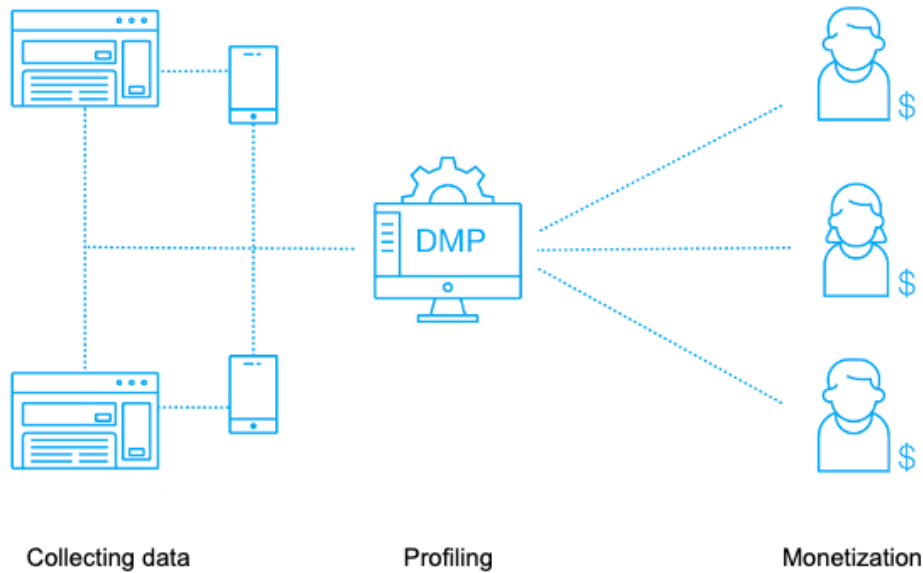 $
DMP
$
$
Collecting data
Profiling
Monetization